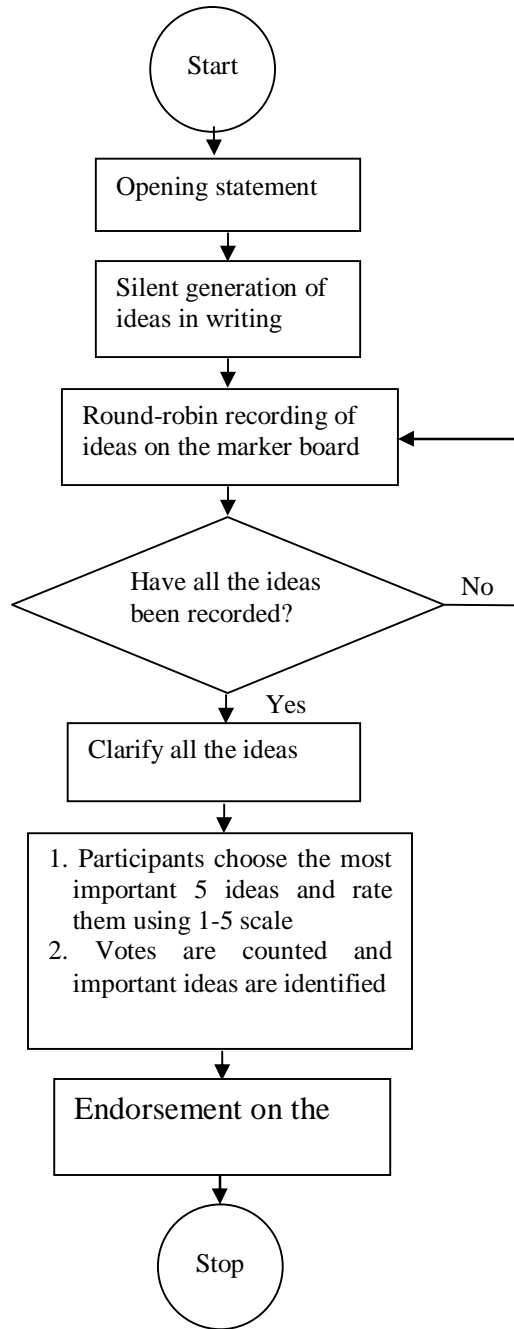 Start
Opening statement
Silent generation of
ideas in writing
Round-robin recording of
ideas on the marker board
Have all the ideas
been recorded?
No
Yes
Clarify all the ideas
1. Participants choose the most
important 5 ideas and rate
them using 1-5 scale
2. Votes are counted and
important ideas are identified
Endorsement on the
Stop